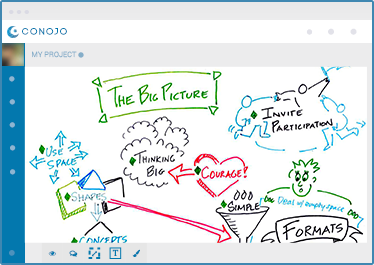 CONOJO
MY PROJECT
THE BIG PICTURE
INVITE
PARTICIPATION
USE
SPACE
THINKING
BIG
COURAGE!
SHAPES
SIMPLE
Deal w/ empty space
FORMATS
CONCEPTS
T